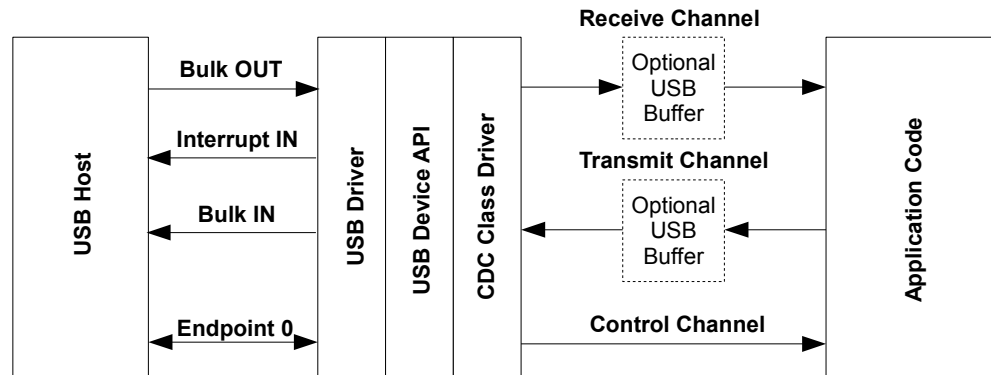 Receive Channel
USB Host
Bulk OUT
Interrupt IN
Bulk IN
Endpoint 0
USB Driver
USB Device API
CDC Class Driver
Optional
USB
Buffer
Transmit Channel
Optional
USB
Buffer
Control Channel
Application Code